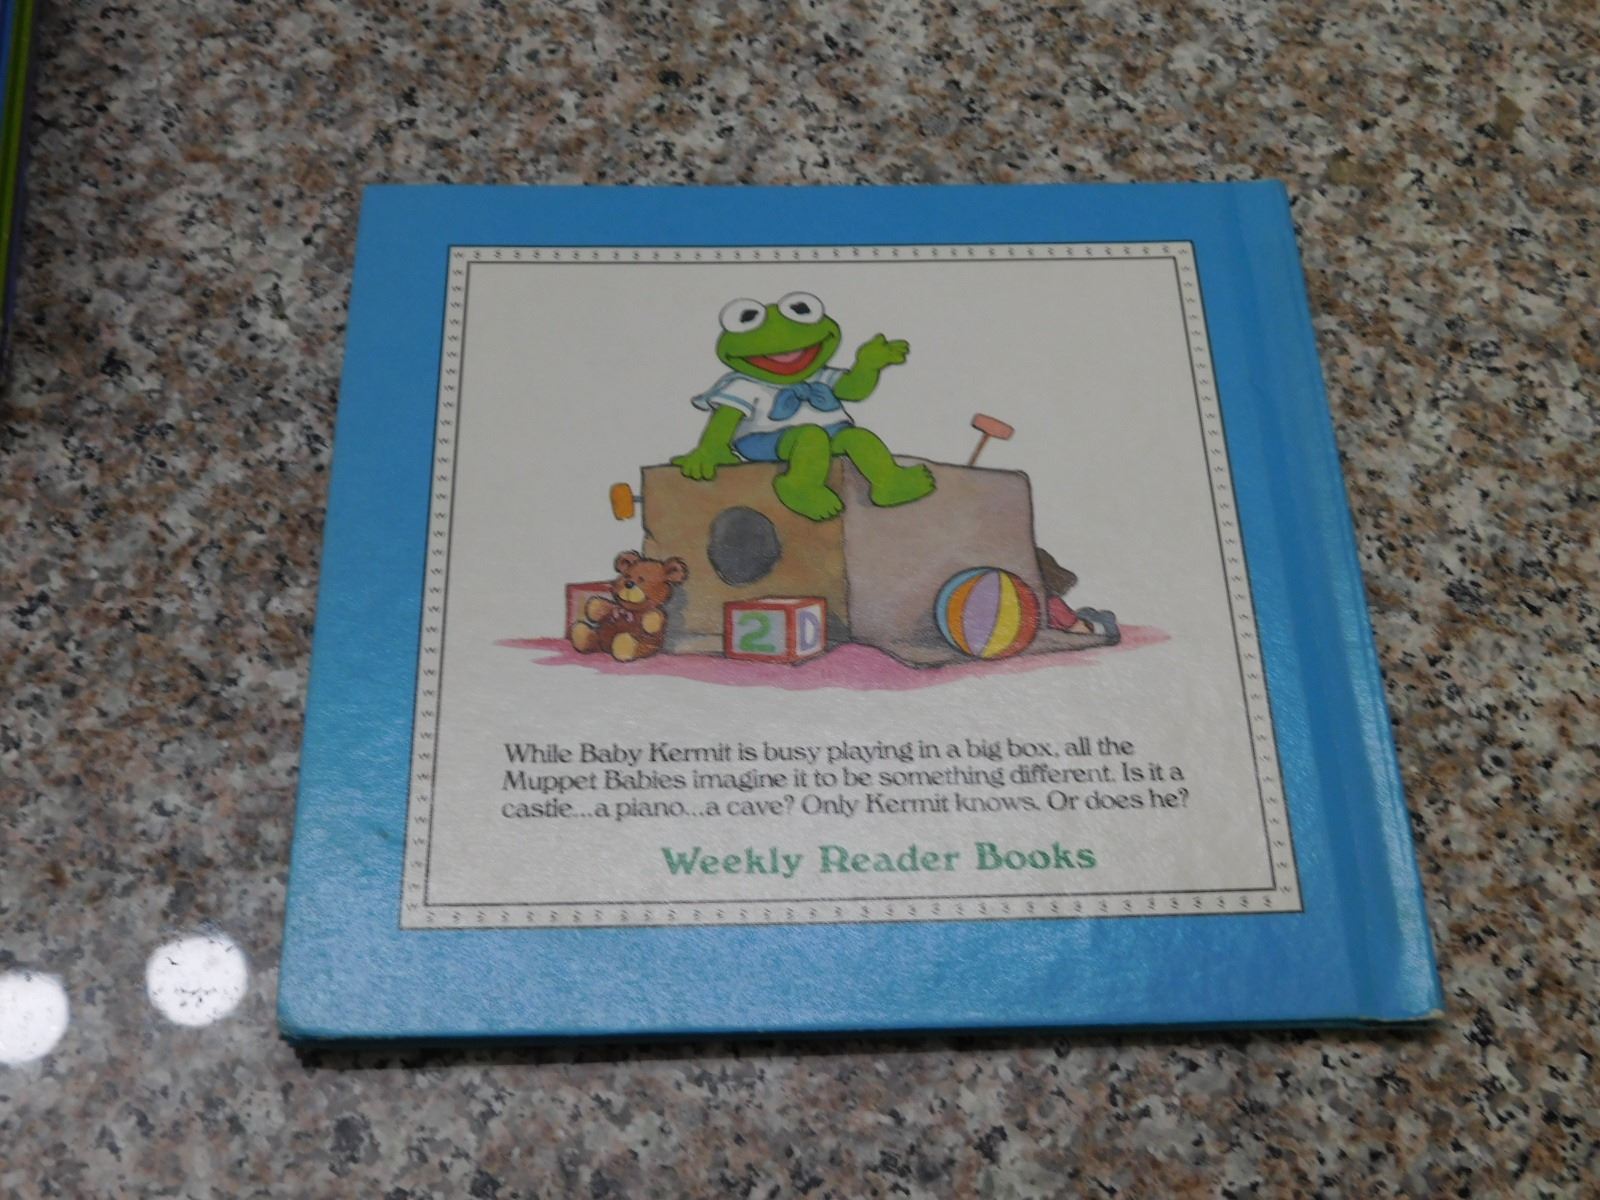 2 D
While Baby Kermit is busy playing in a big box, all the
Muppet Babies imagine it to be something different. Is it a
castle...a piano...a cave? Only Kermit knows. Or does he?
Weekly Reader Books